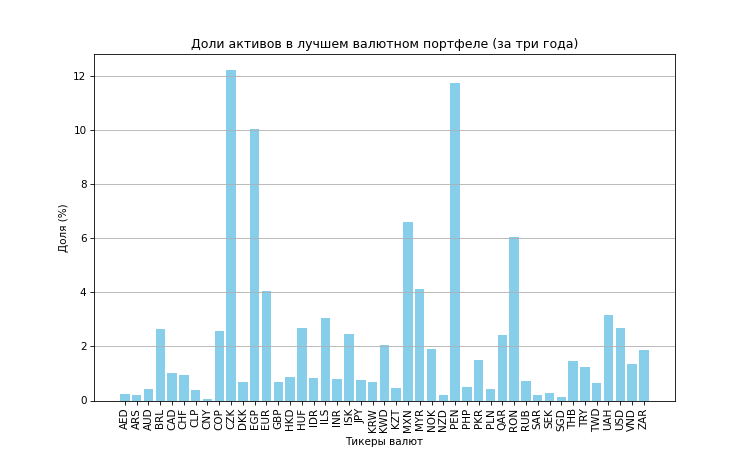 Доли активов в лучшем валютном портфеле (за три года)
12
10
8
6
4
2
0
Доля (%)
AED ARS AUD BRL CAD CHF CLP CNY COP CZK DKK EGP EUR GBP HKD HUF IDR ILS INR ISK JPY KRW KWD KZT MXN MYR NOK NZD PEN PHP PKR PLN QAR RON RUB SAR SEK SGD THB TRY TWD UAH USD VND ZAR
Тикеры валют